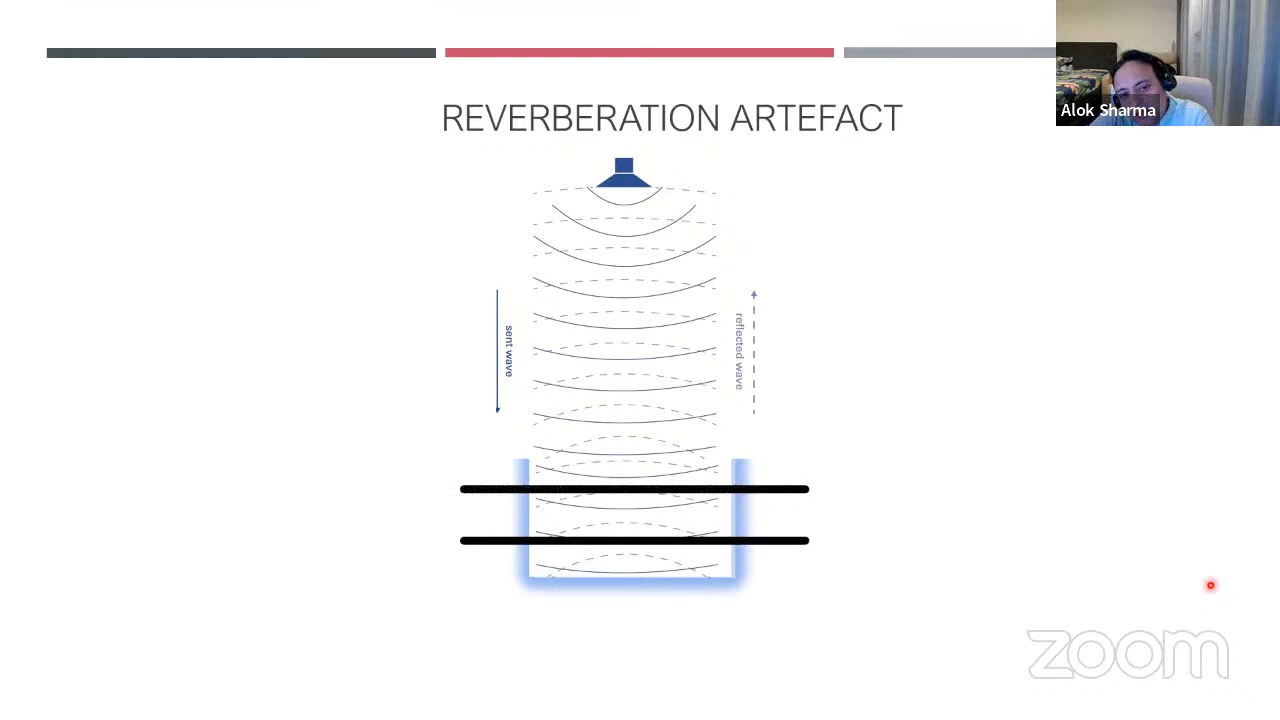 Alok Sharma
REVERBERATION ARTEFACT
sent wave
reflected wave
zoom